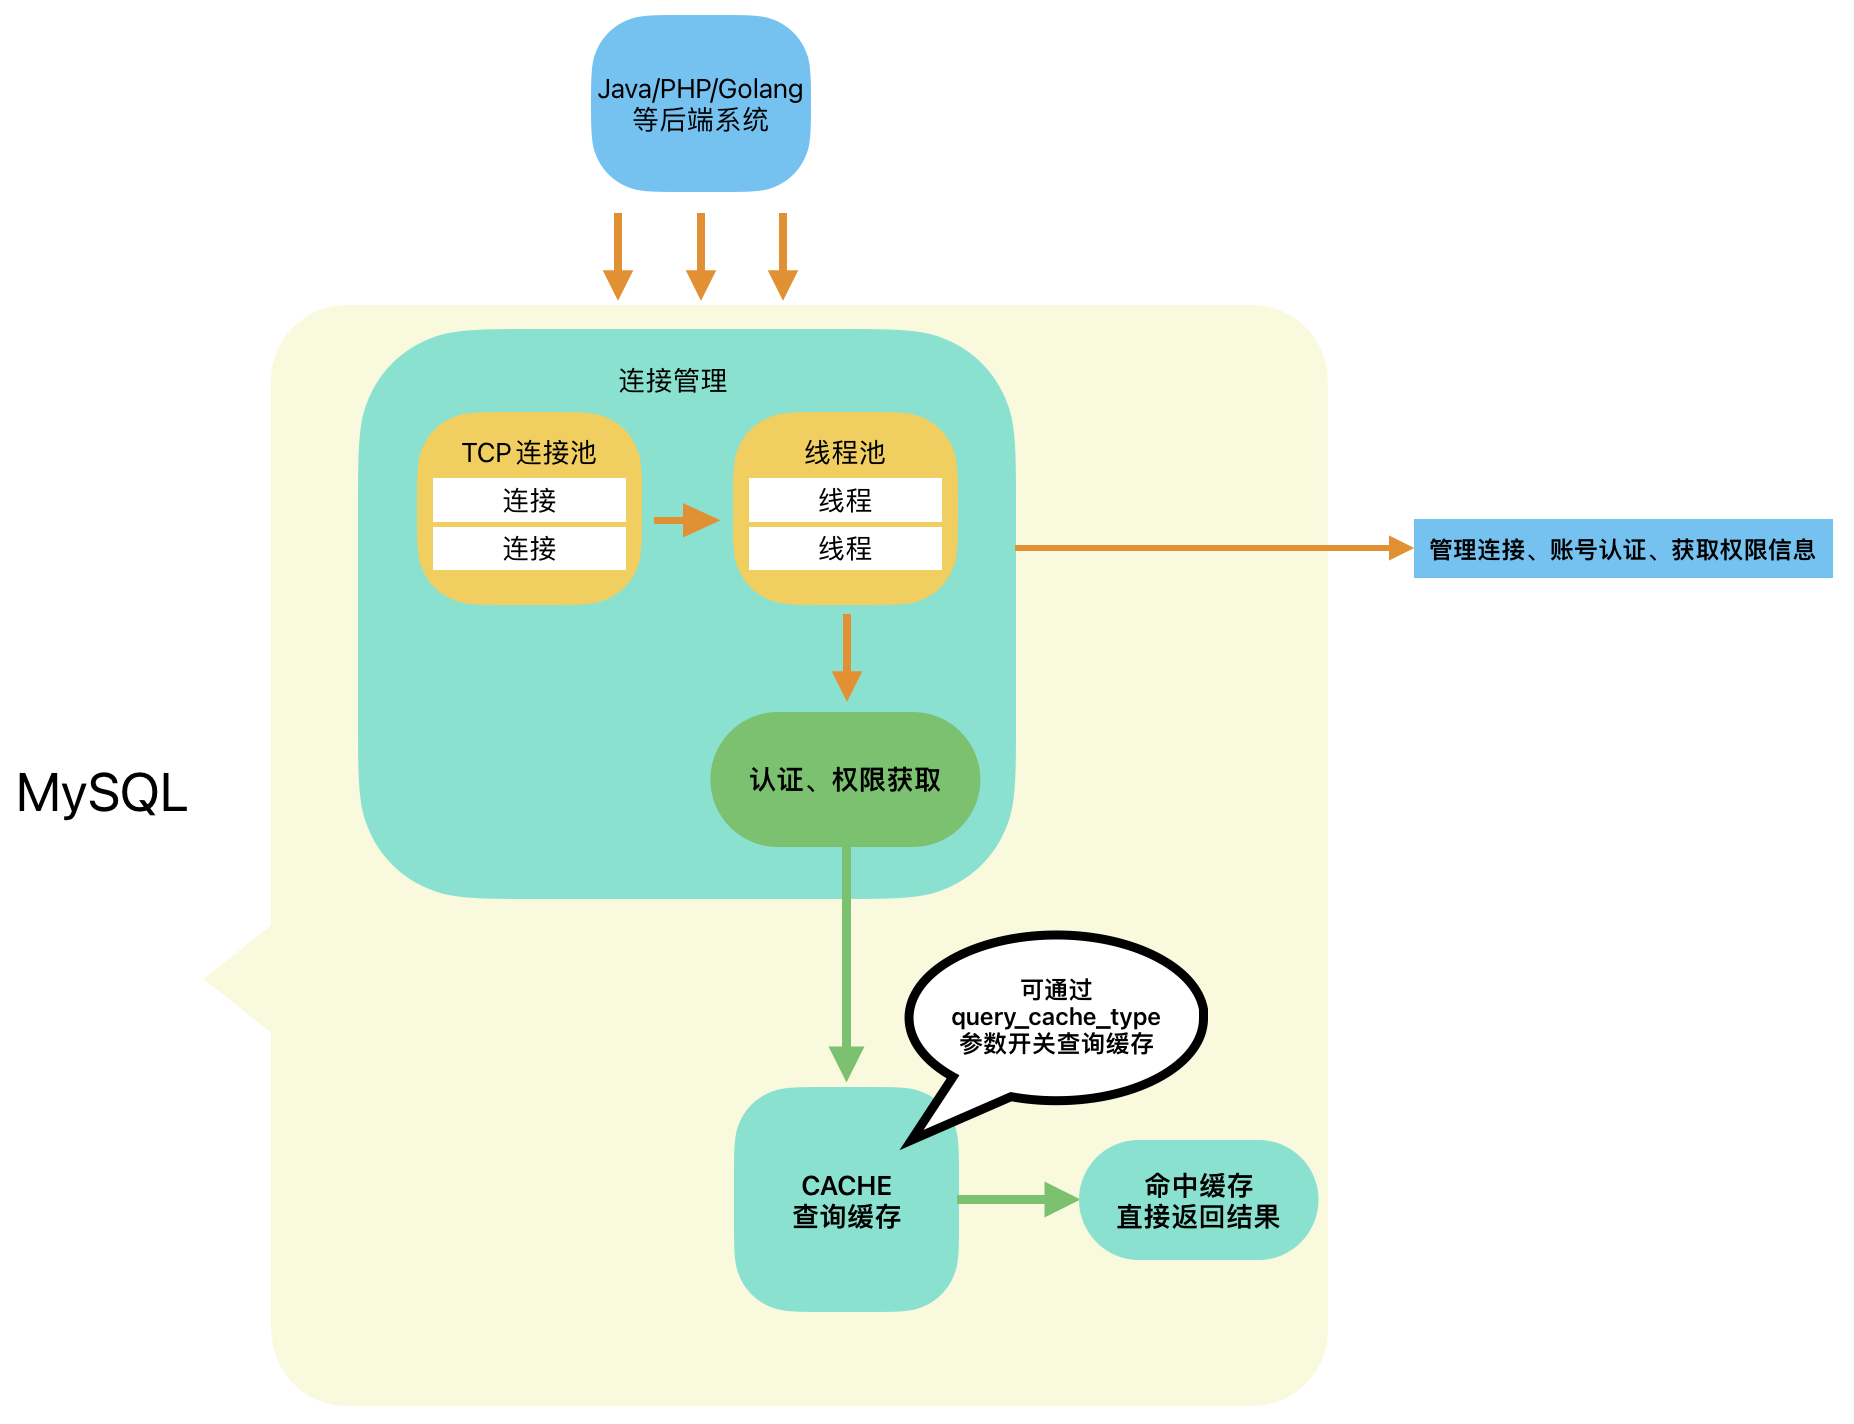 Java/PHP/Golang
等后端系统
连接管理
TCP 连接池
连接
连接
线程池
线程
线程
管理连接、账号认证、获取权限信息
认证、权限获取
MySQL
可通过
query_cache_type
参数开关查询缓存
CACHE
查询缓存
命中缓存
直接返回结果